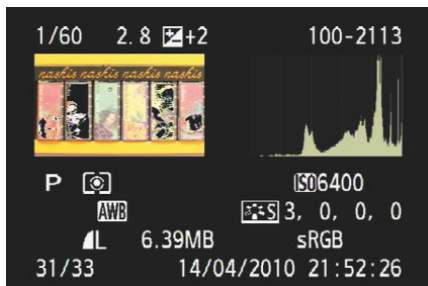 1/60 2.8 +2 100-2113
nashis nashis nashis nashis
P ISO6400
AWB S 3, 0, 0, 0
L 6.39MB sRGB
31/33 14/04/2010 21:52:26